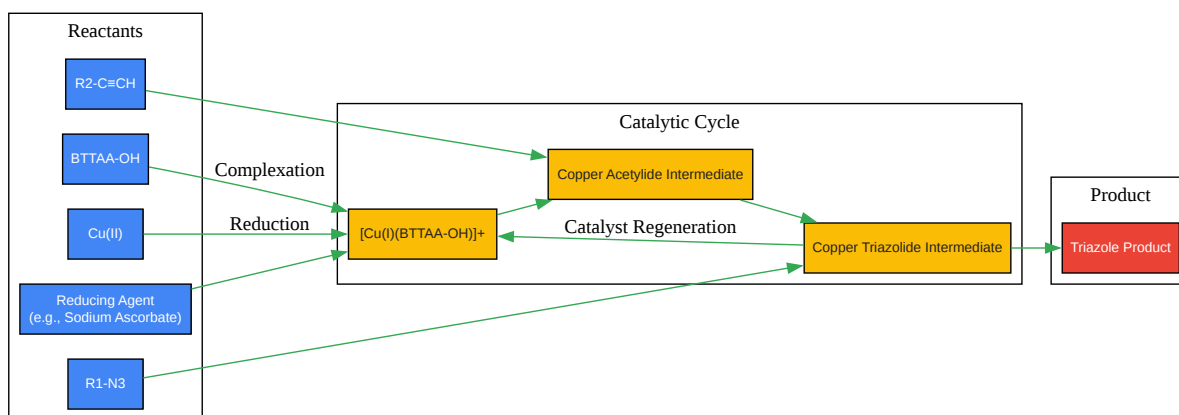 Reactants
R2-C≡CH
BTTAA-OH
Cu(II)
Reducing Agent
(e.g., Sodium Ascorbate)
R1-N3
Complexation
Reduction
Catalytic Cycle
Copper Acetylide Intermediate
[Cu(I)(BTTAA-OH)]+
Catalyst Regeneration
Copper Triazolide Intermediate
Product
Triazole Product